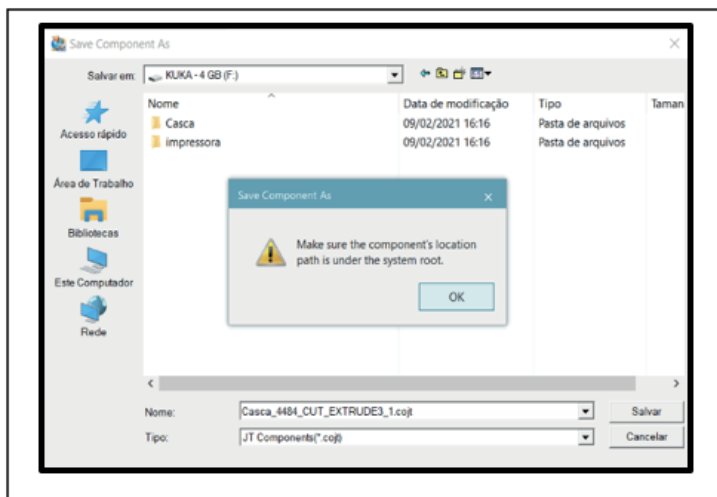 Save Component As
Salvar em: KUKA - 4 GB (F:)
Nome Data de modificação Tipo Taman
Casca 09/02/2021 16:16 Pasta de arquivos
impressora 09/02/2021 16:16 Pasta de arquivos
Acesso rápido
Área de Trabalho
Bibliotecas
Este Computador
Rede
Save Component As
Make sure the component's location
path is under the system root.
OK
Nome: Casca_4484_CUT_EXTRUDE3_1.cojt Salvar
Tipo: JT Components(*.cojt) Cancelar